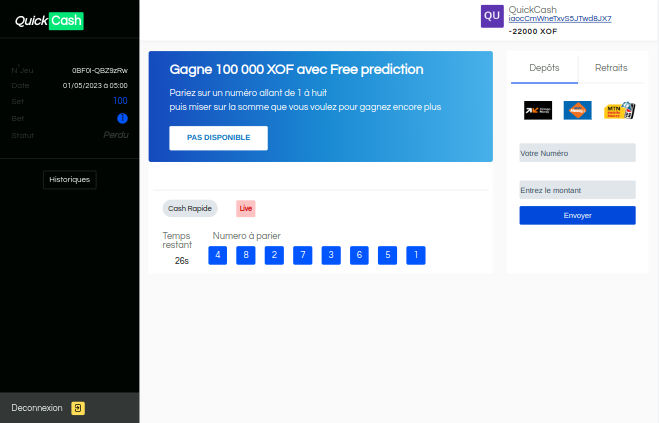 Quick Cash
N°Jeu 0BF0I-QBZ9zRw
Date 01/05/2023 à 05:00
Set 100
Bet 1
Statut Perdu
Historiques
Deconnexion
QU
QuickCash
iaocCmWneTxvS5JTwd8JX7
-22000 XOF
Gagne 100 000 XOF avec Free prediction
Pariez sur un numéro allant de 1 à huit
puis miser sur la somme que vous voulez pour gagnez encore plus
PAS DISPONIBLE
Cash Rapide
Live
Temps
restant
26s
Numero à parier
4 8 2 7 3 6 5 1
Depôts
Retraits
MTN
Votre Numéro
Entrez le montant
Envoyer